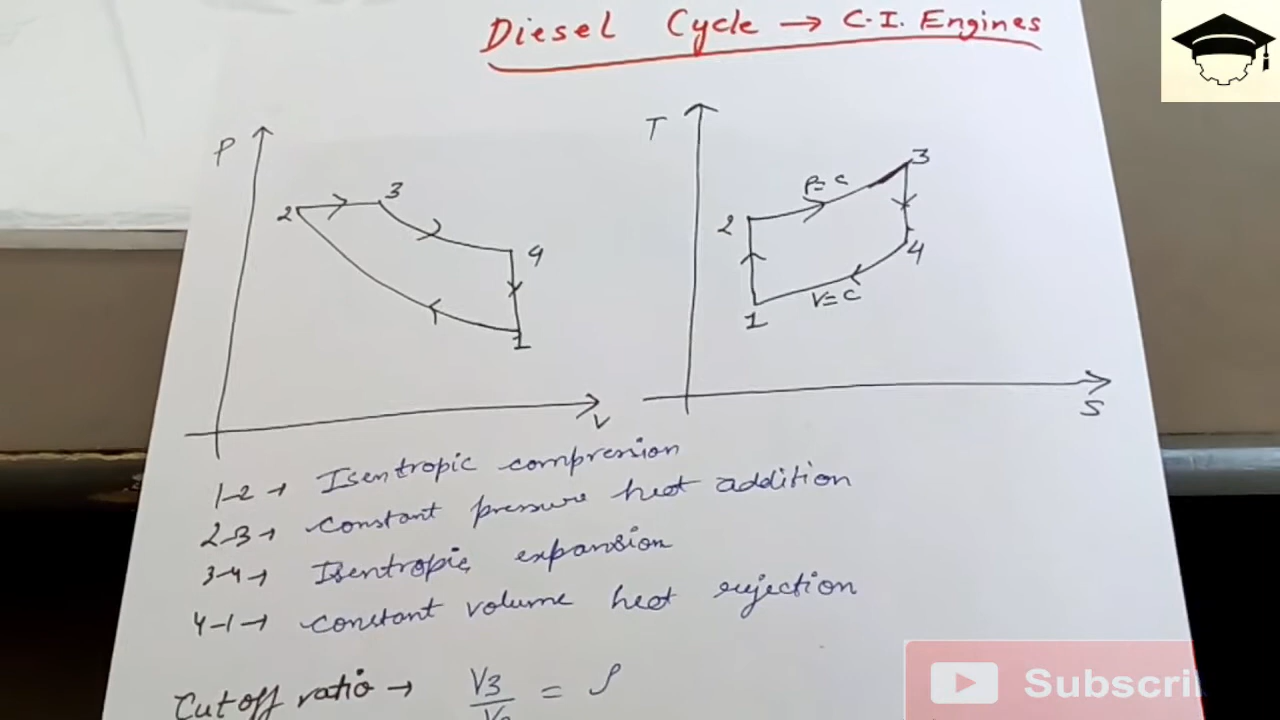 Diesel Cycle → C.I. Engines
P
2
3
4
1
V
T
P=c
3
2
4
V=c
1
S
1-2 → Isentropic compression
2-3 → constant pressure heat addition
3-4 → Isentropic expansion
4-1 → constant volume heat rejection
Cut off ratio → V3 = ρ
Subscri